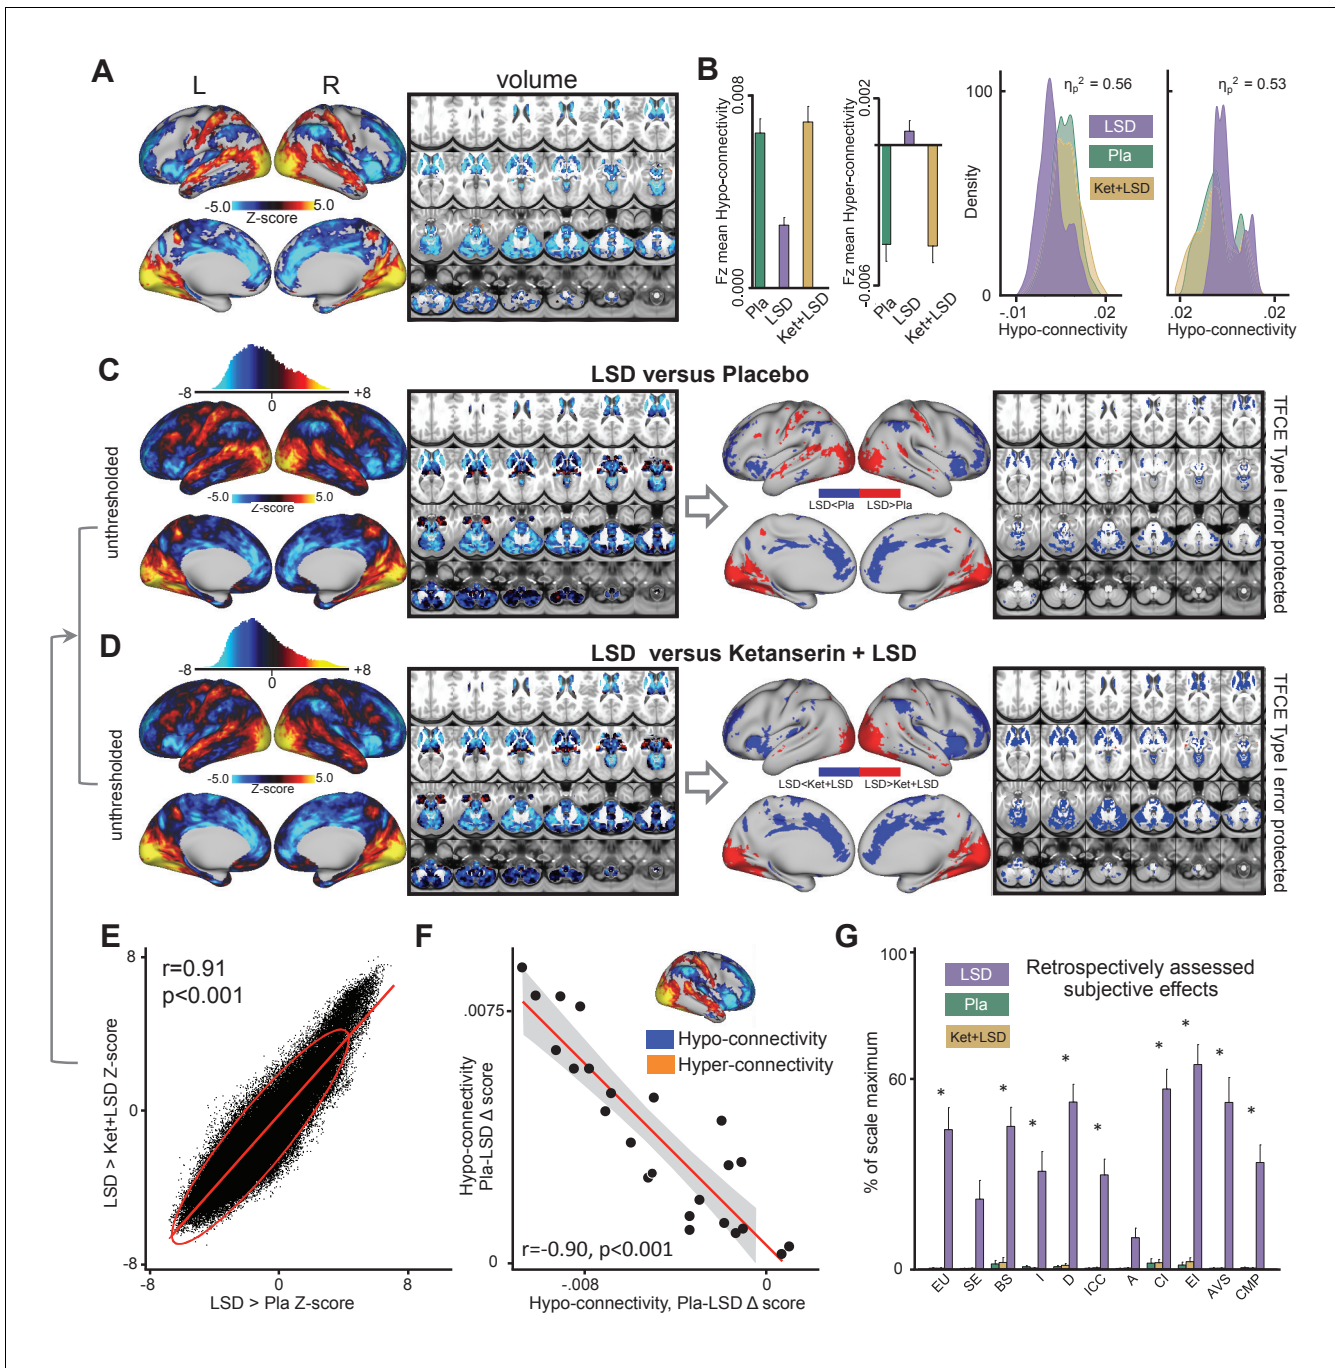 A
L
R
volume
-5.0
5.0
Z-score
B
Fz mean Hypo-connectivity
0.008
0.000
Pla
LSD
Ket+LSD
Fz mean Hyper-connectivity
0.002
-0.006
Pla
LSD
Ket+LSD
Density
100
0
ηp² = 0.56
LSD
Pla
Ket+LSD
-.01
0.02
Hypo-connectivity
ηp² = 0.53
.02
.02
Hypo-connectivity
C
LSD versus Placebo
-8
0
+8
unthresholded
-5.0
5.0
Z-score
LSD<Pla
LSD>Pla
TFCE Type I error protected
D
LSD versus Ketanserin + LSD
-8
0
+8
unthresholded
-5.0
5.0
Z-score
LSD<Ket+LSD
LSD>Ket+LSD
TFCE Type I error protected
E
r=0.91
p<0.001
LSD > Ket+LSD Z-score
8
0
-8
-8
0
8
LSD > Pla Z-score
F
Hypo-connectivity
Pla-LSD Δ score
.0075
0
Hypo-connectivity
Hyper-connectivity
r=-0.90, p<0.001
-.008
0
Hypo-connectivity, Pla-LSD Δ score
G
Retrospectively assessed
subjective effects
LSD
Pla
Ket+LSD
% of scale maximum
100
60
0
*
*
*
*
*
*
*
*
*
EU
SE
BS
I
D
ICC
A
CI
EI
AVS
CMP